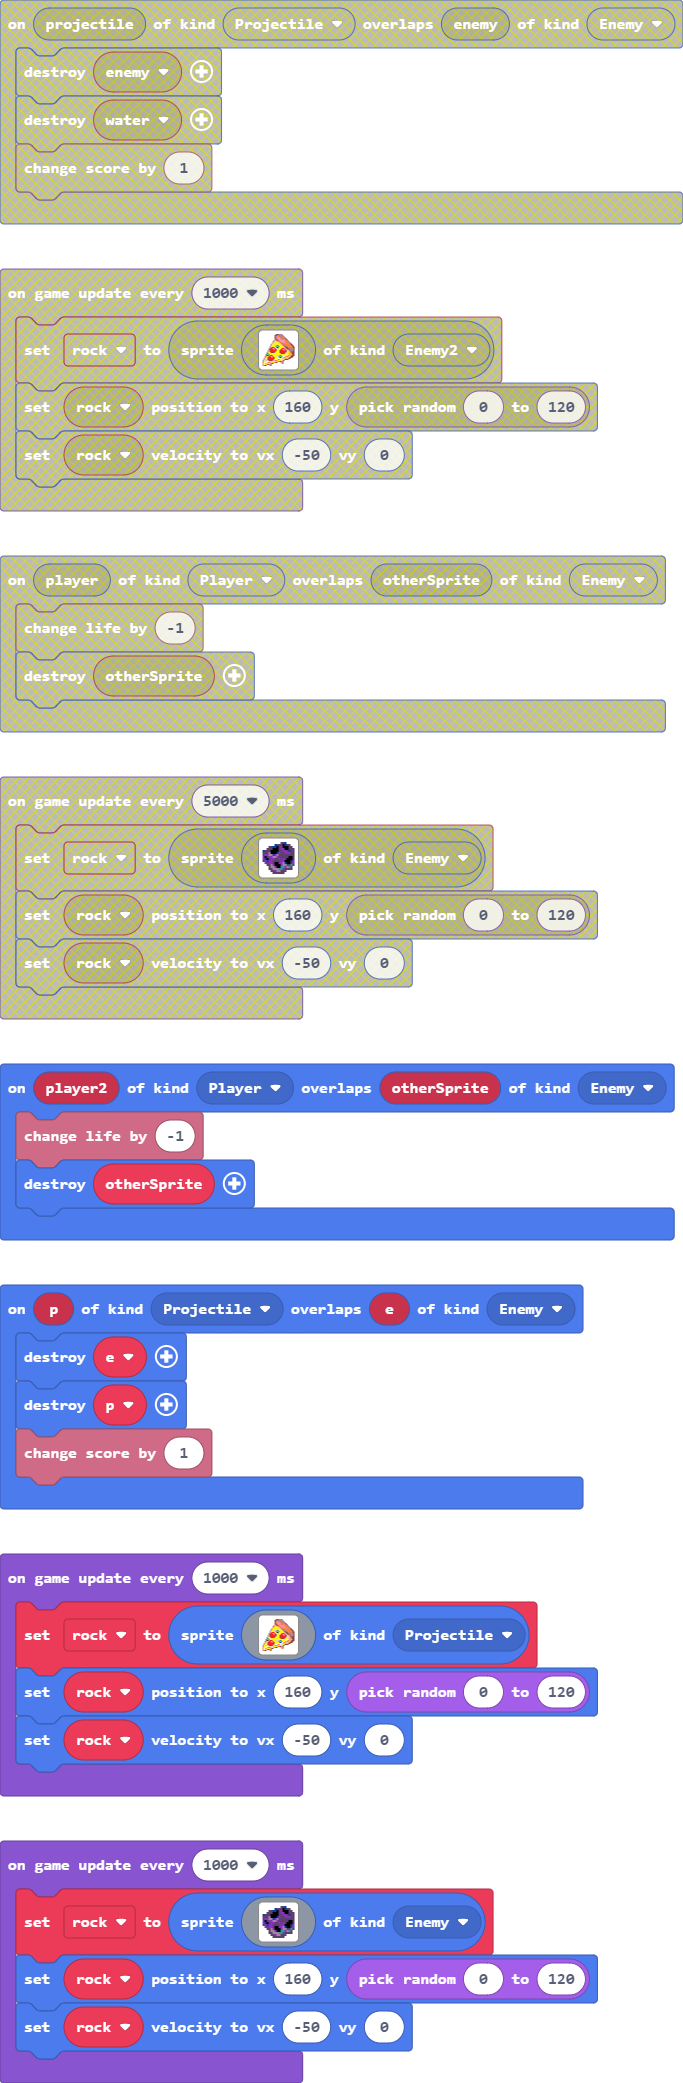 on projectile of kind Projectile overlaps enemy of kind Enemy
destroy enemy
destroy water
change score by 1
on game update every 1000 ms
set rock to sprite of kind Enemy2
set rock position to x 160 y pick random 0 to 120
set rock velocity to vx -50 vy 0
on player of kind Player overlaps otherSprite of kind Enemy
change life by -1
destroy otherSprite
on game update every 5000 ms
set rock to sprite of kind Enemy
set rock position to x 160 y pick random 0 to 120
set rock velocity to vx -50 vy 0
on player2 of kind Player overlaps otherSprite of kind Enemy
change life by -1
destroy otherSprite
on p of kind Projectile overlaps e of kind Enemy
destroy e
destroy p
change score by 1
on game update every 1000 ms
set rock to sprite of kind Projectile
set rock position to x 160 y pick random 0 to 120
set rock velocity to vx -50 vy 0
on game update every 1000 ms
set rock to sprite of kind Enemy
set rock position to x 160 y pick random 0 to 120
set rock velocity to vx -50 vy 0